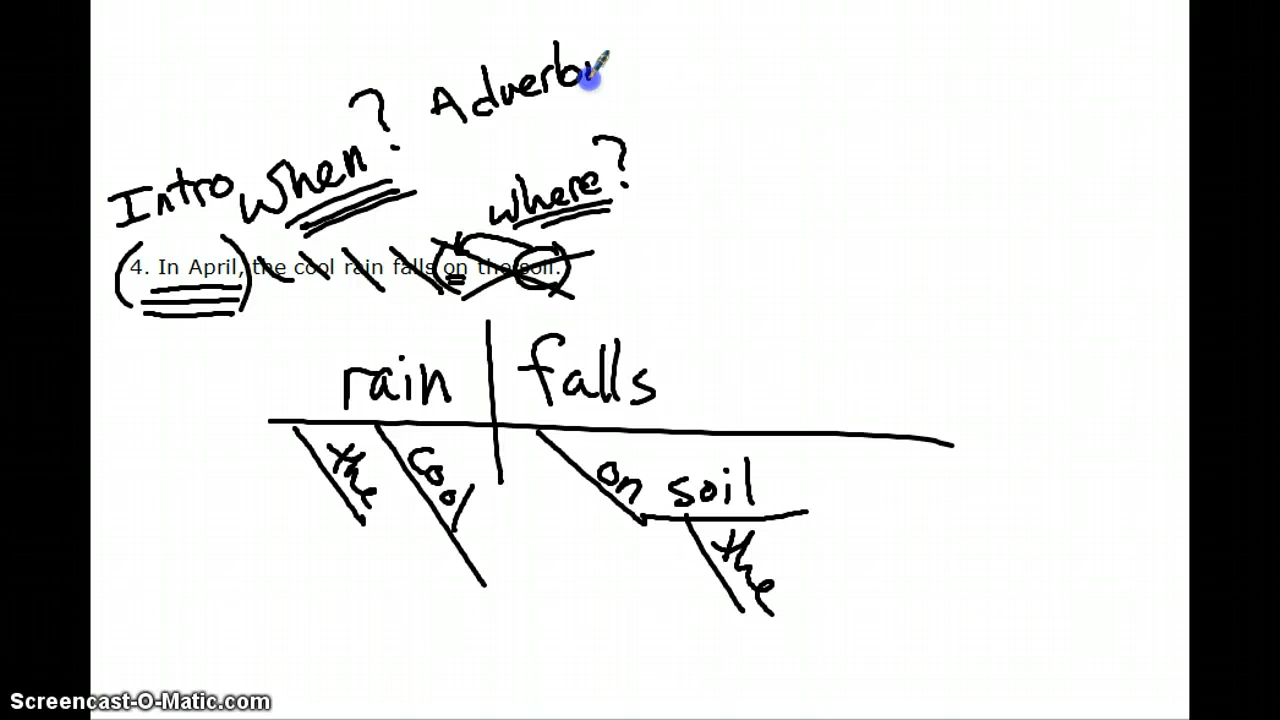 Adverb
Intro When?
where?
4. In April, the cool rain falls on the soil.
rain falls
the cool on soil
the
Screencast-O-Matic.com